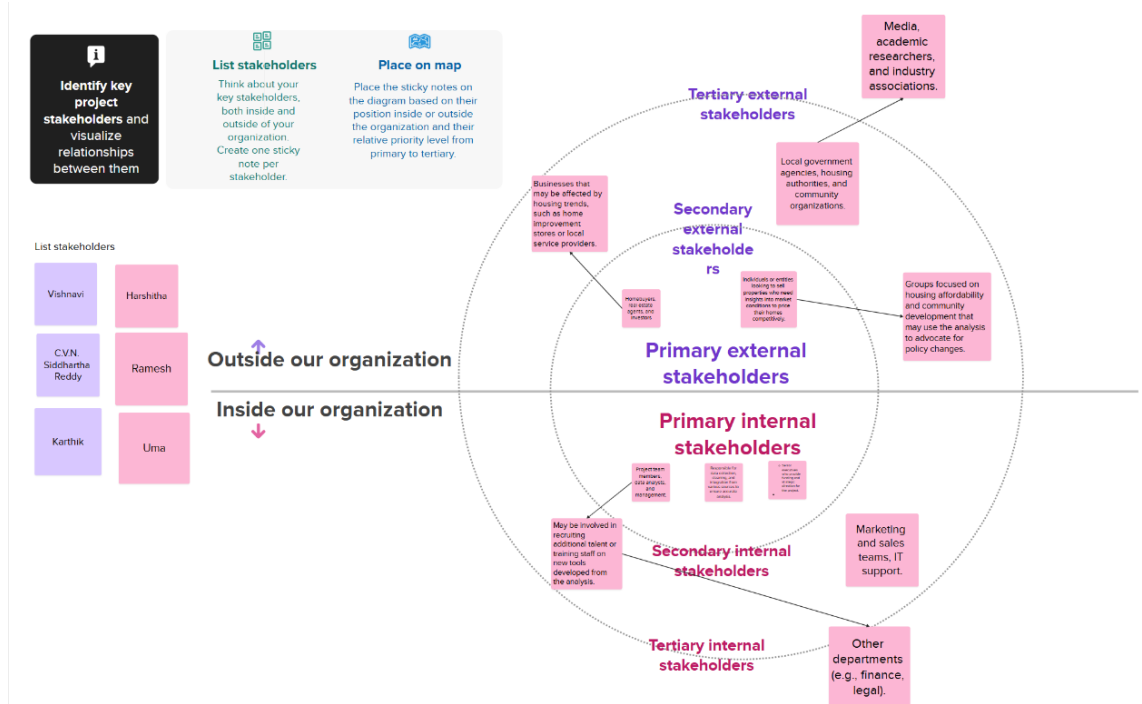 Identify key
project
stakeholders and
visualize
relationships
between them
List stakeholders
Think about your
key stakeholders,
both inside and
outside of your
organization.
Create one sticky
note per
stakeholder.
Place on map
Place the sticky notes on
the diagram based on their
position inside or outside
the organization and their
relative priority level from
primary to tertiary.
List stakeholders
Vishnavi
Harshitha
C.V.N.
Siddhartha
Reddy
Ramesh
Karthik
Uma
Outside our organization
Inside our organization
Media,
academic
researchers,
and industry
associations.
Tertiary external
stakeholders
Local government
agencies, housing
authorities, and
community
organizations.
Businesses that
may be affected by
housing trends,
such as home
improvement
stores or local
service providers.
Secondary
external
stakeholde
rs
Homebuyers,
real estate
agents, and
investors
Individuals or entities
looking to sell
properties who need
insights into market
conditions to price
their homes
competitively.
Groups focused on
housing affordability
and community
development that
may use the analysis
to advocate for
policy changes.
Primary external
stakeholders
Primary internal
stakeholders
Project team
members,
data analysts,
and
management.
Responsible for
data collection,
cleaning, and
integration from
May be involved in
recruiting
additional talent or
training staff on
new tools
developed from
the analysis.
Secondary internal
stakeholders
Marketing
and sales
teams, IT
support.
Tertiary internal
stakeholders
Other
departments
(e.g., finance,
legal).